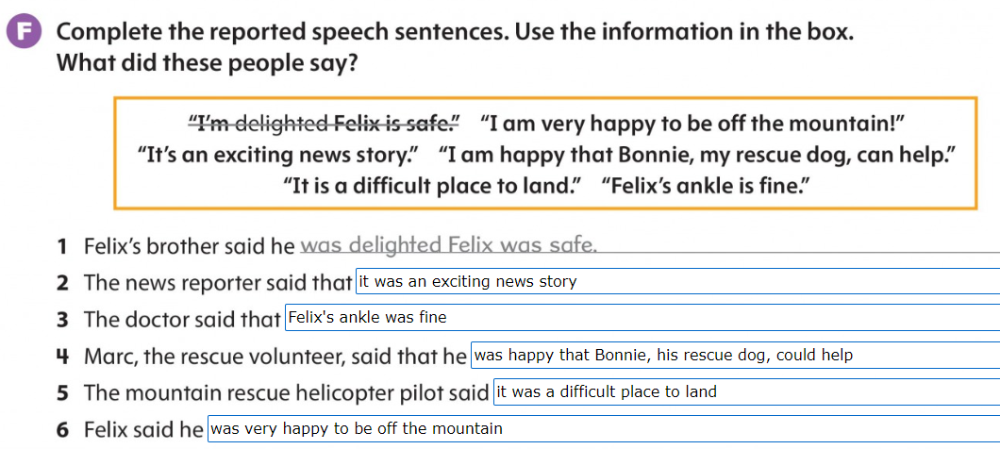 F Complete the reported speech sentences. Use the information in the box.
What did these people say?
“I’m delighted Felix is safe.” “I am very happy to be off the mountain!”
“It’s an exciting news story.” “I am happy that Bonnie, my rescue dog, can help.”
“It is a difficult place to land.” “Felix’s ankle is fine.”
1 Felix’s brother said he was delighted Felix was safe.
2 The news reporter said that it was an exciting news story
3 The doctor said that Felix's ankle was fine
4 Marc, the rescue volunteer, said that he was happy that Bonnie, his rescue dog, could help
5 The mountain rescue helicopter pilot said it was a difficult place to land
6 Felix said he was very happy to be off the mountain